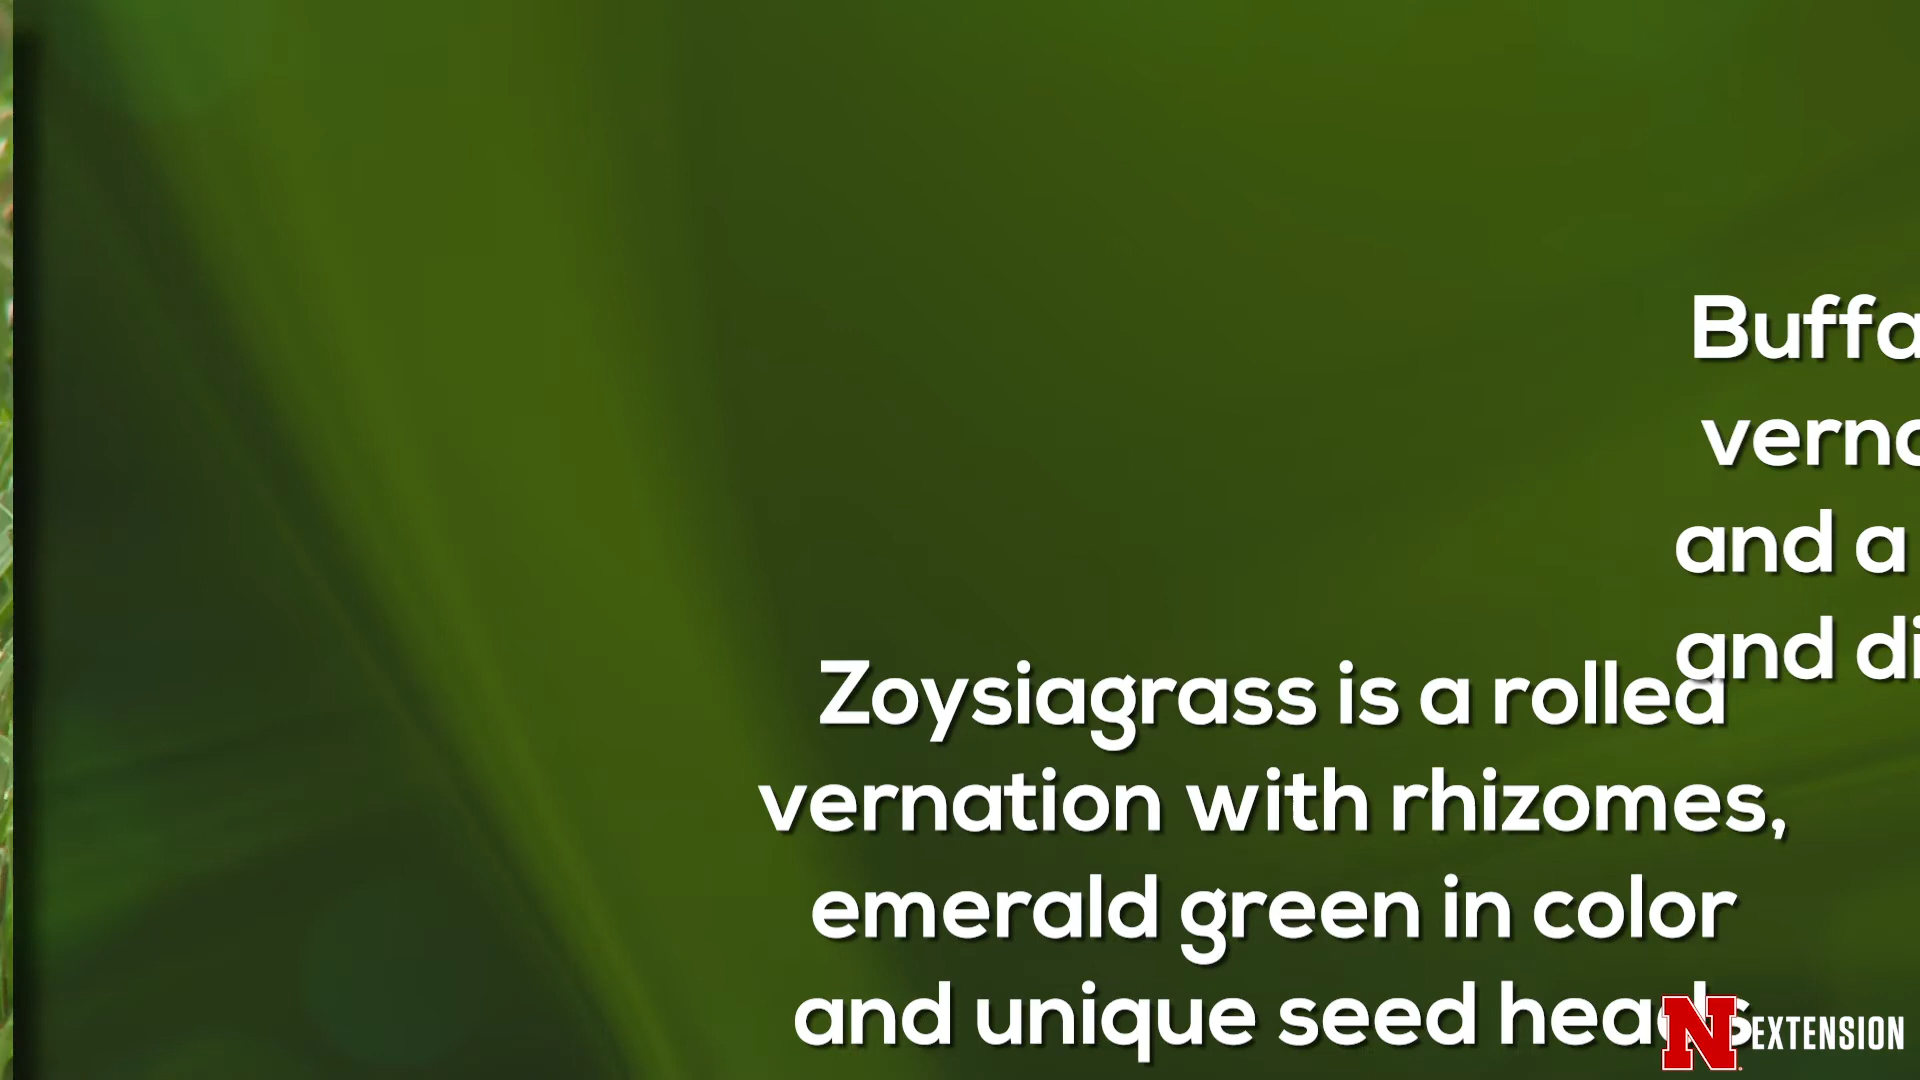 Buffa
verna
and a
and di
Zoysiagrass is a rolled
vernation with rhizomes,
emerald green in color
and unique seed heads
N EXTENSION